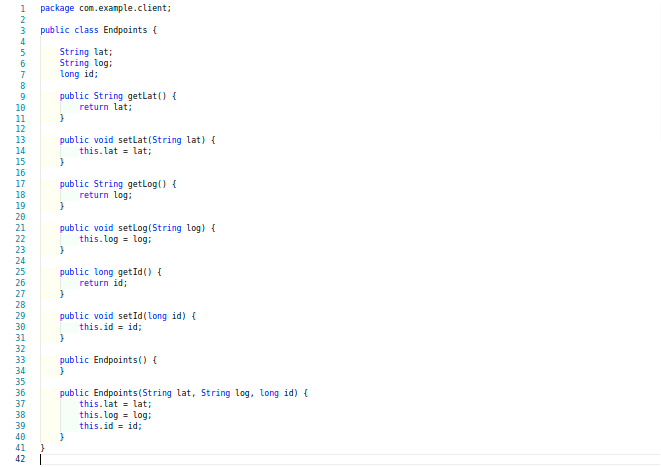 1 package com.example.client;
2
3 public class Endpoints {
4
5     String lat;
6     String log;
7     long id;
8
9     public String getLat() {
10         return lat;
11     }
12
13     public void setLat(String lat) {
14         this.lat = lat;
15     }
16
17     public String getLog() {
18         return log;
19     }
20
21     public void setLog(String log) {
22         this.log = log;
23     }
24
25     public long getId() {
26         return id;
27     }
28
29     public void setId(long id) {
30         this.id = id;
31     }
32
33     public Endpoints() {
34     }
35
36     public Endpoints(String lat, String log, long id) {
37         this.lat = lat;
38         this.log = log;
39         this.id = id;
40     }
41 }
42